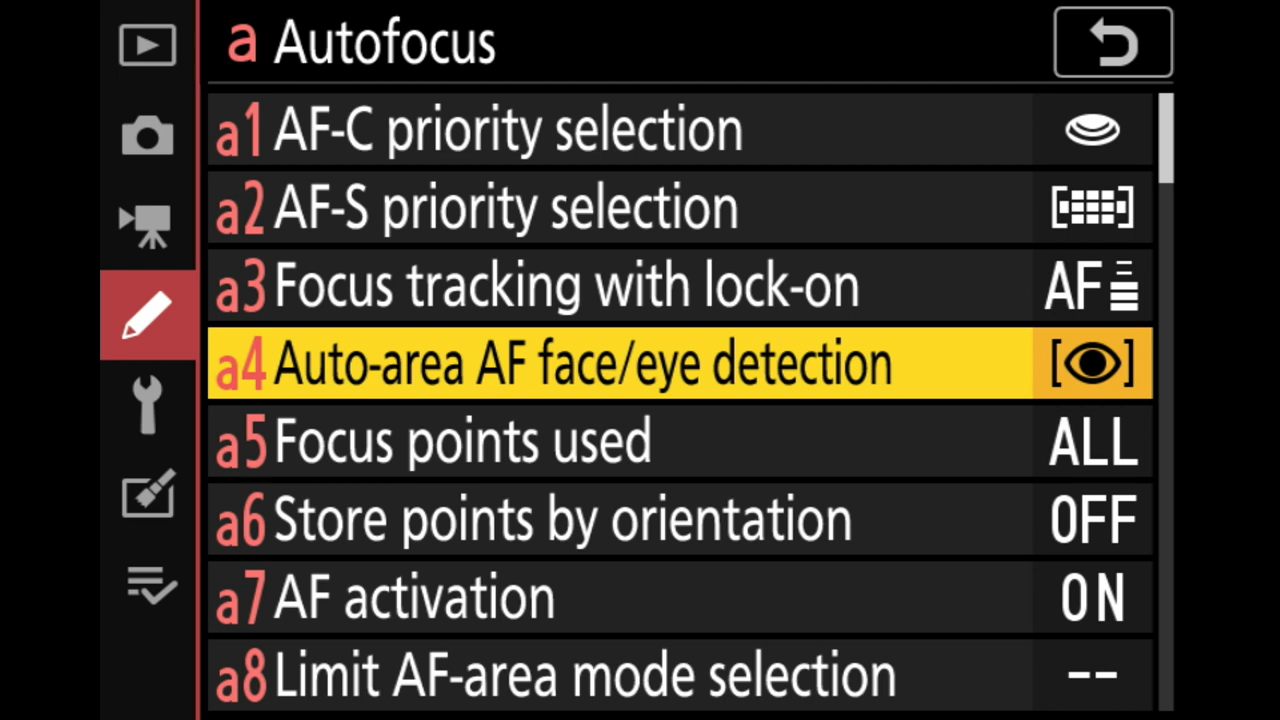 a Autofocus
a1 AF-C priority selection
a2 AF-S priority selection
a3 Focus tracking with lock-on AF
a4 Auto-area AF face/eye detection
a5 Focus points used ALL
a6 Store points by orientation OFF
a7 AF activation ON
a8 Limit AF-area mode selection --